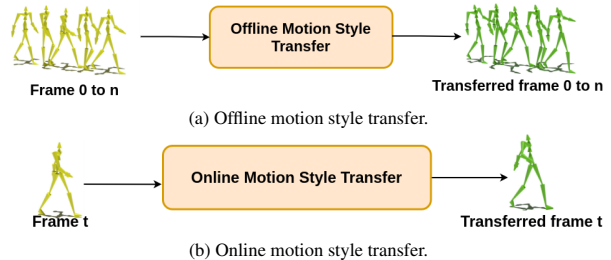 Offline Motion Style
Transfer
Frame 0 to n
Transferred frame 0 to n
(a) Offline motion style transfer.
Online Motion Style Transfer
Frame t
Transferred frame t
(b) Online motion style transfer.